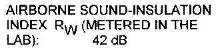 AIRBORNE SOUND-INSULATION
INDEX RW (METERED IN THE
LAB): 42 dB